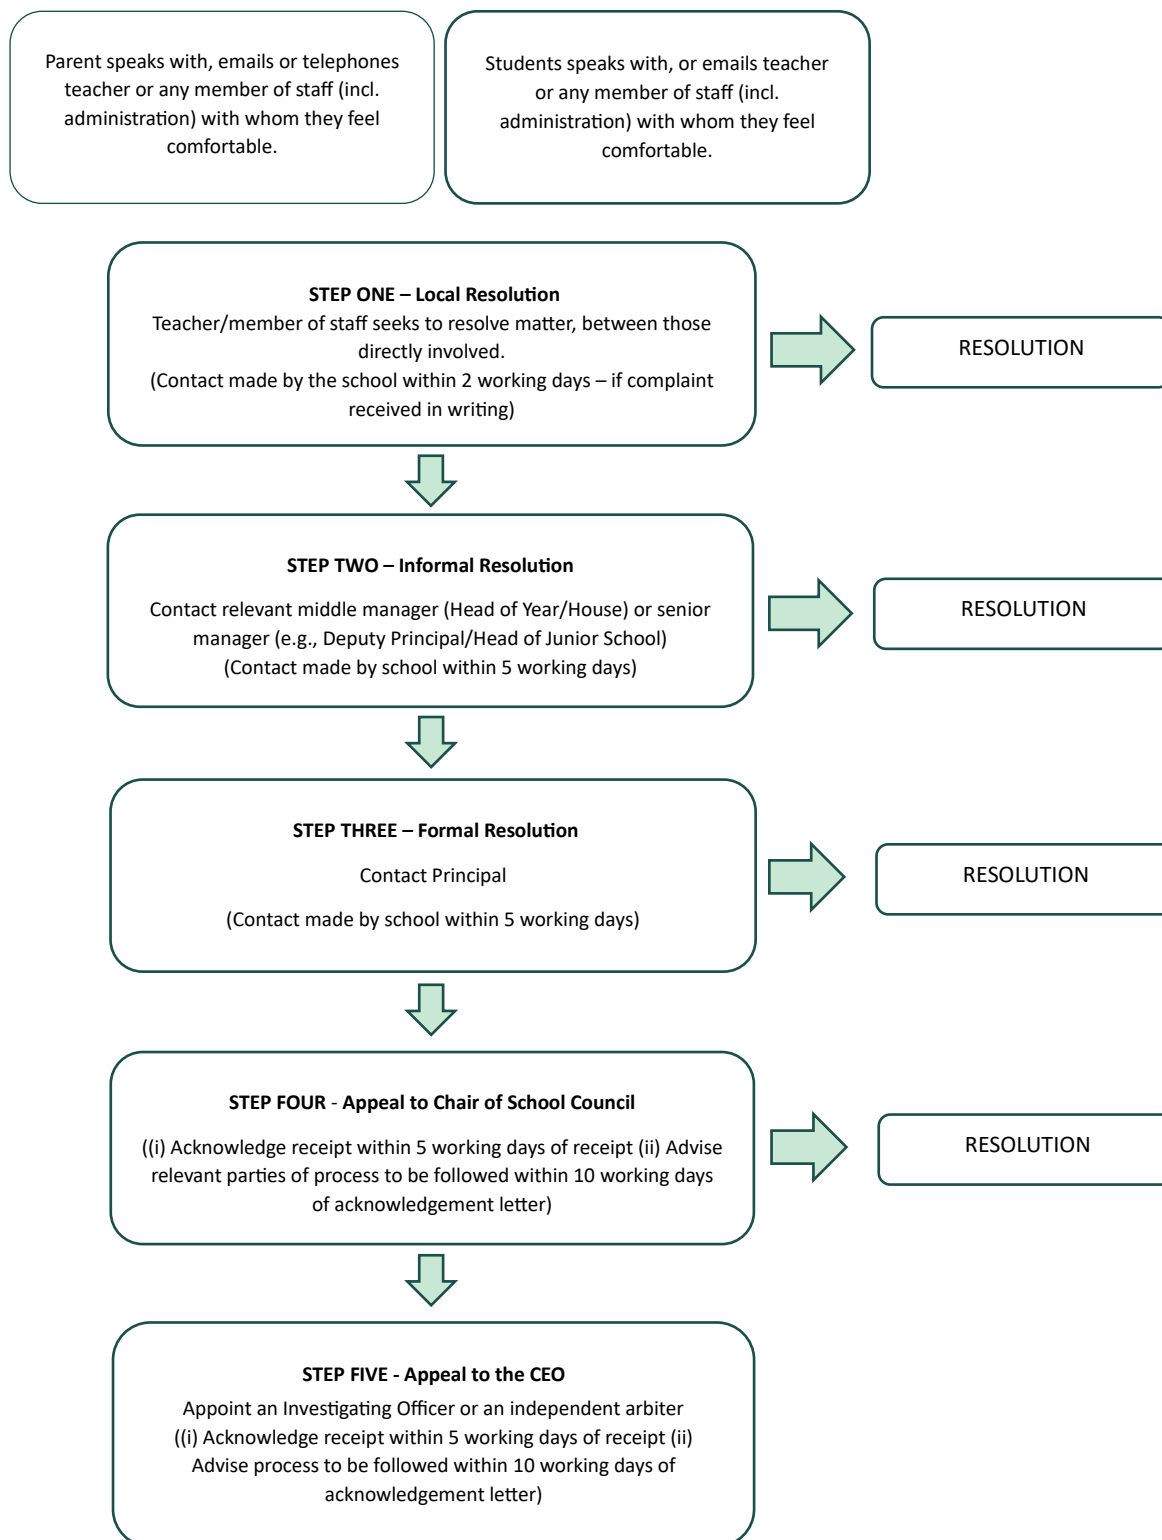 Parent speaks with, emails or telephones
teacher or any member of staff (incl.
administration) with whom they feel
comfortable.
Students speaks with, or emails teacher
or any member of staff (incl.
administration) with whom they feel
comfortable.
STEP ONE – Local Resolution
Teacher/member of staff seeks to resolve matter, between those
directly involved.
(Contact made by the school within 2 working days – if complaint
received in writing)
RESOLUTION
STEP TWO – Informal Resolution
Contact relevant middle manager (Head of Year/House) or senior
manager (e.g., Deputy Principal/Head of Junior School)
(Contact made by school within 5 working days)
RESOLUTION
STEP THREE – Formal Resolution
Contact Principal
(Contact made by school within 5 working days)
RESOLUTION
STEP FOUR - Appeal to Chair of School Council
((i) Acknowledge receipt within 5 working days of receipt (ii) Advise
relevant parties of process to be followed within 10 working days
of acknowledgement letter)
RESOLUTION
STEP FIVE - Appeal to the CEO
Appoint an Investigating Officer or an independent arbiter
((i) Acknowledge receipt within 5 working days of receipt (ii)
Advise process to be followed within 10 working days of
acknowledgement letter)